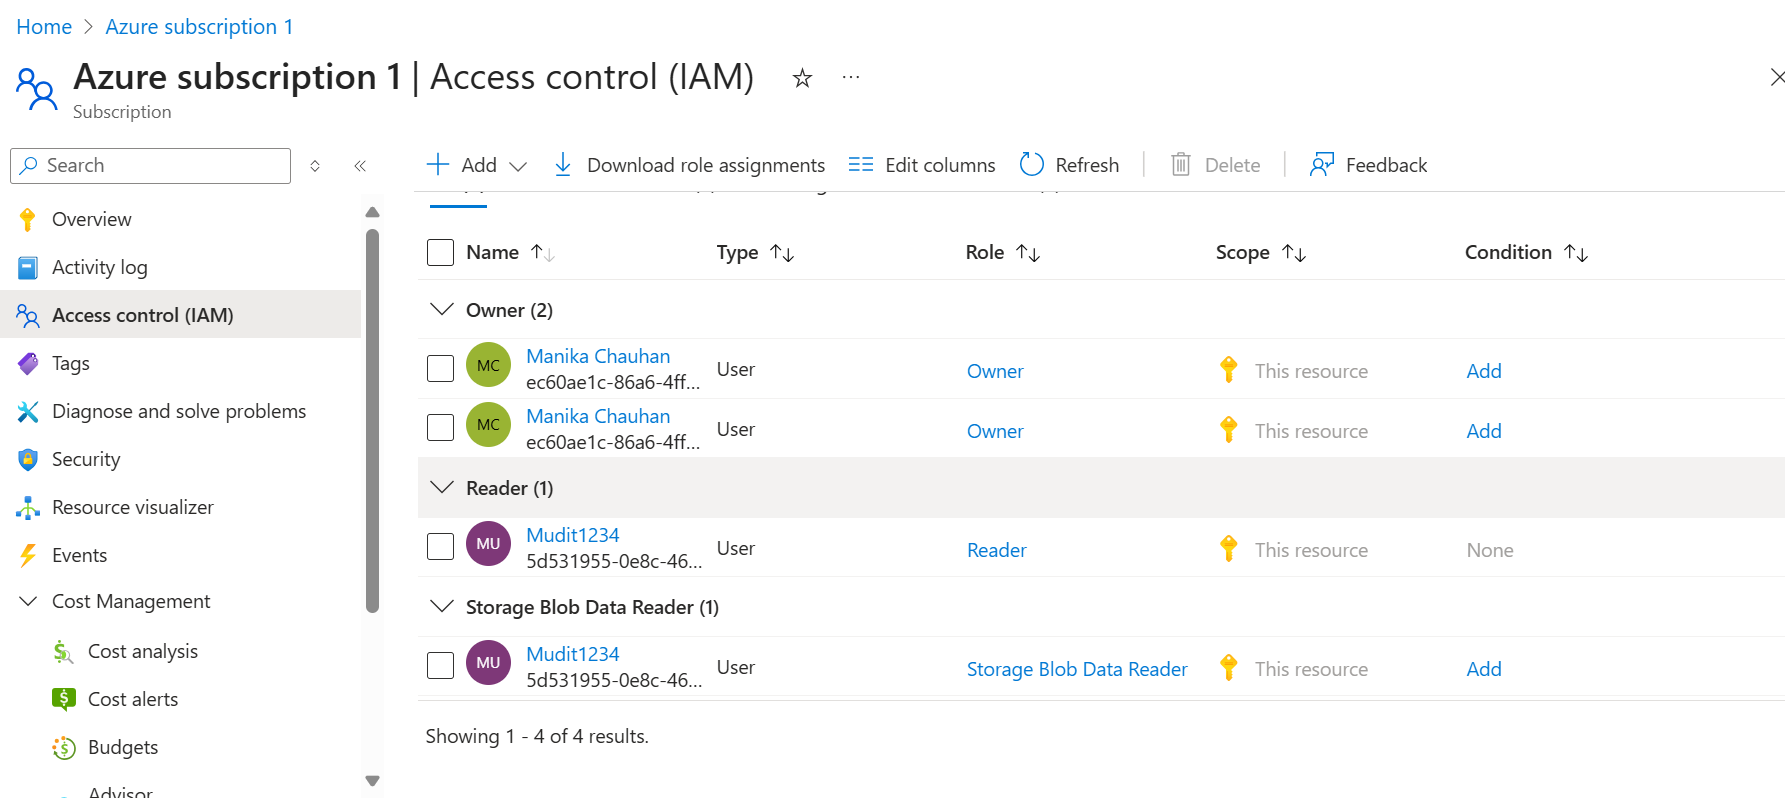 Home > Azure subscription 1
Azure subscription 1 | Access control (IAM)
Subscription
Search
Add
Download role assignments
Edit columns
Refresh
Delete
Feedback
Overview
Activity log
Access control (IAM)
Tags
Diagnose and solve problems
Security
Resource visualizer
Events
Cost Management
Cost analysis
Cost alerts
Budgets
Advisor
Name Type Role Scope Condition
Owner (2)
MC Manika Chauhan User Owner This resource Add
ec60ae1c-86a6-4ff...
MC Manika Chauhan User Owner This resource Add
ec60ae1c-86a6-4ff...
Reader (1)
MU Mudit1234 User Reader This resource None
5d531955-0e8c-46...
Storage Blob Data Reader (1)
MU Mudit1234 User Storage Blob Data Reader This resource Add
5d531955-0e8c-46...
Showing 1 - 4 of 4 results.